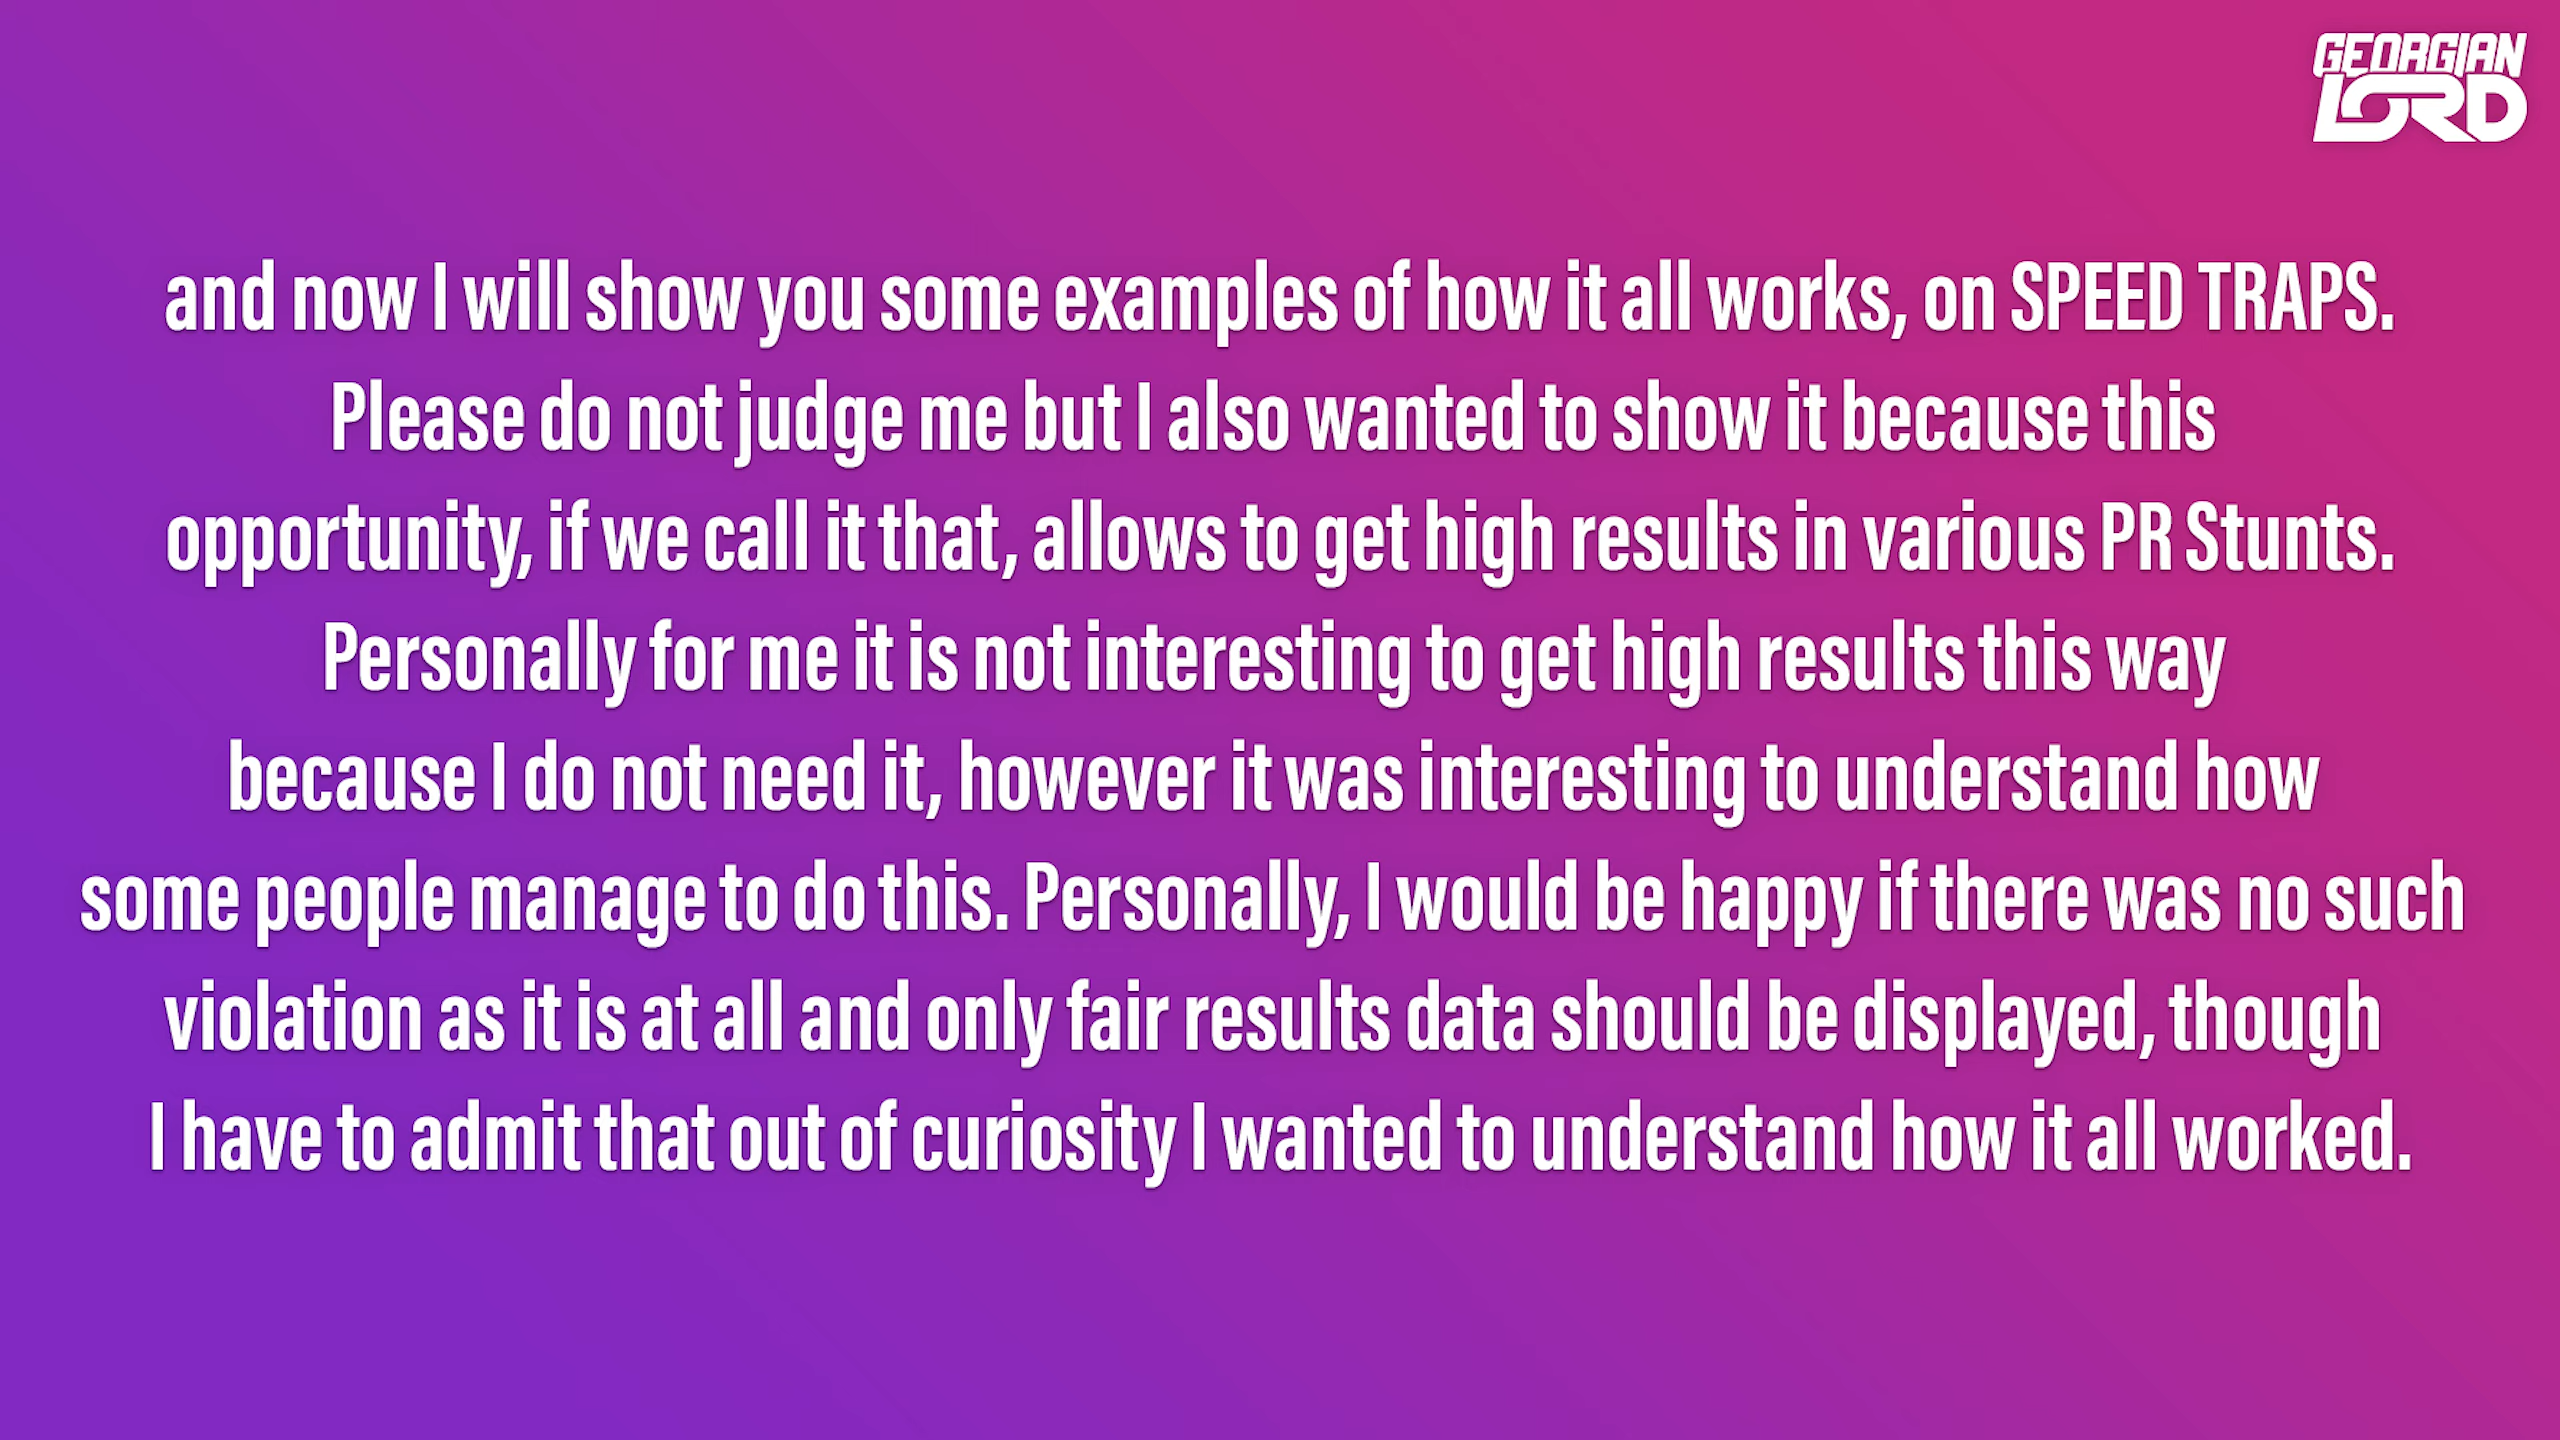 GEORGIAN
LORD
and now I will show you some examples of how it all works, on SPEED TRAPS.
Please do not judge me but I also wanted to show it because this
opportunity, if we call it that, allows to get high results in various PR Stunts.
Personally for me it is not interesting to get high results this way
because I do not need it, however it was interesting to understand how
some people manage to do this. Personally, I would be happy if there was no such
violation as it is at all and only fair results data should be displayed, though
I have to admit that out of curiosity I wanted to understand how it all worked.